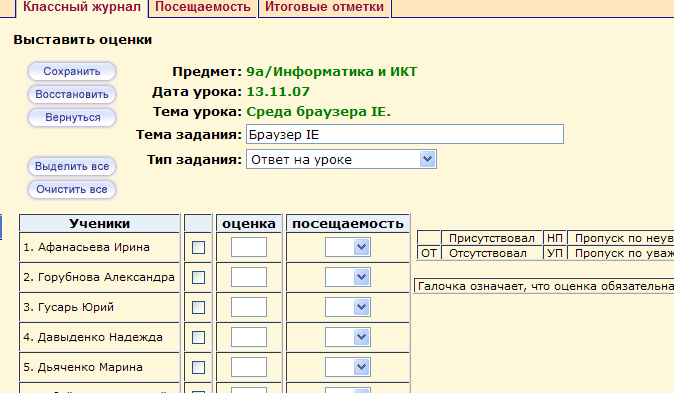 Классный журнал Посещаемость Итоговые отметки
Выставить оценки
Сохранить
Восстановить
Вернуться
Выделить все
Очистить все
Предмет: 9а/Информатика и ИКТ
Дата урока: 13.11.07
Тема урока: Среда браузера IE.
Тема задания: Браузер IE
Тип задания: Ответ на уроке
Ученики оценка посещаемость
1. Афанасьева Ирина
2. Горубнова Александра
3. Гусарь Юрий
4. Давыденко Надежда
5. Дьяченко Марина
Присутствовал НП Пропуск по неув
ОТ Отсутствовал УП Пропуск по уваж
Галочка означает, что оценка обязательна